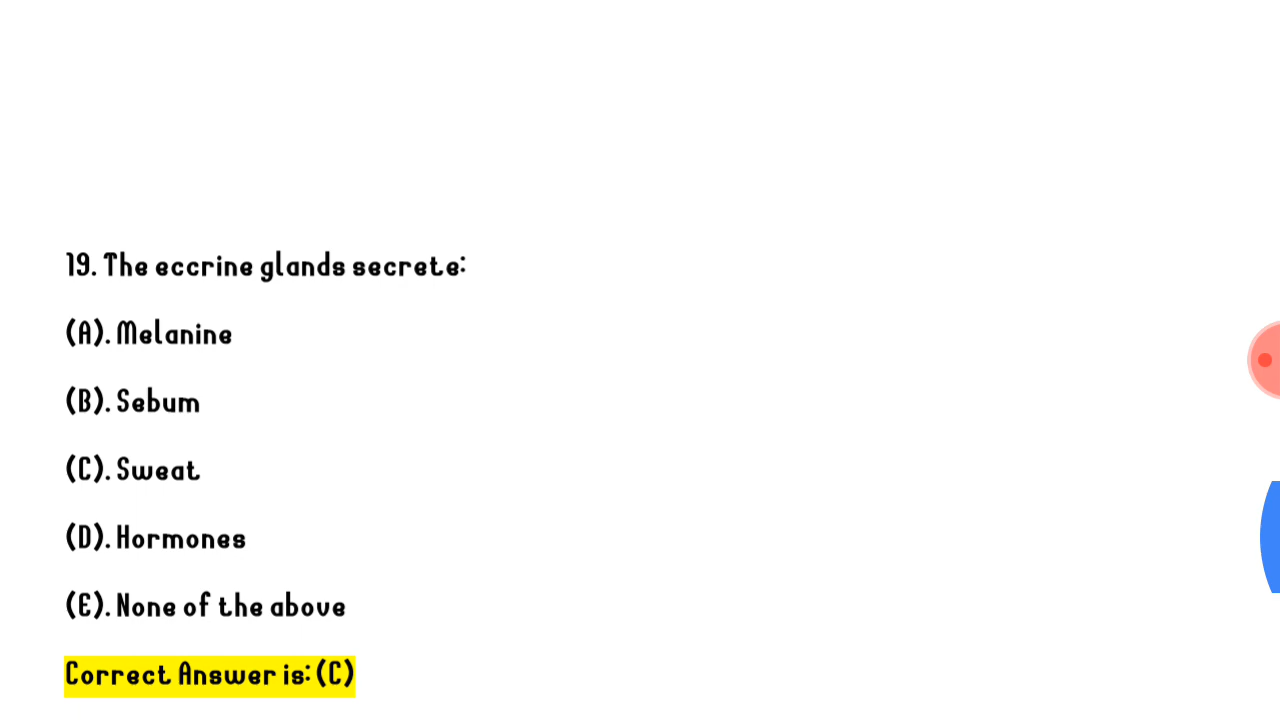 19. The eccrine glands secrete:
(A). Melanine
(B). Sebum
(C). Sweat
(D). Hormones
(E). None of the above
Correct Answer is: (C)